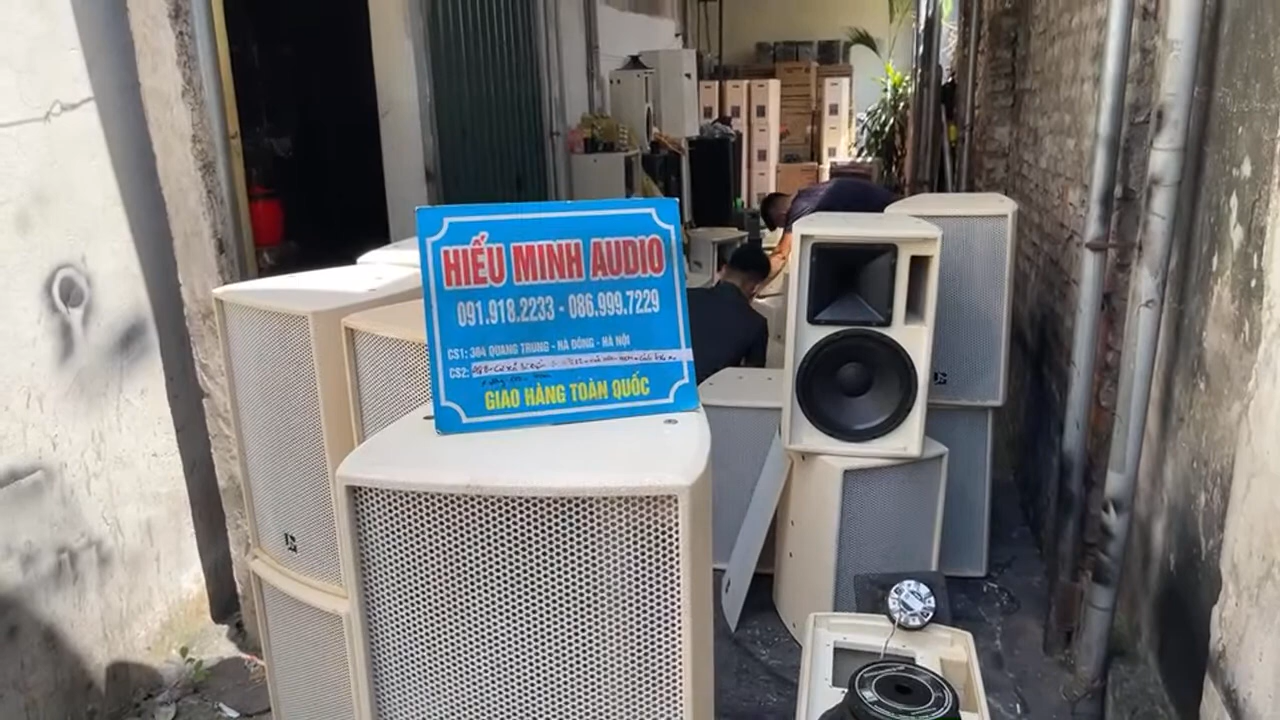 HIẾU MINH AUDIO
091.918.2233 - 086.999.7229
CS1: 304 QUANG TRUNG - HÀ ĐÔNG - HÀ NỘI
CS2:
GIAO HÀNG TOÀN QUỐC